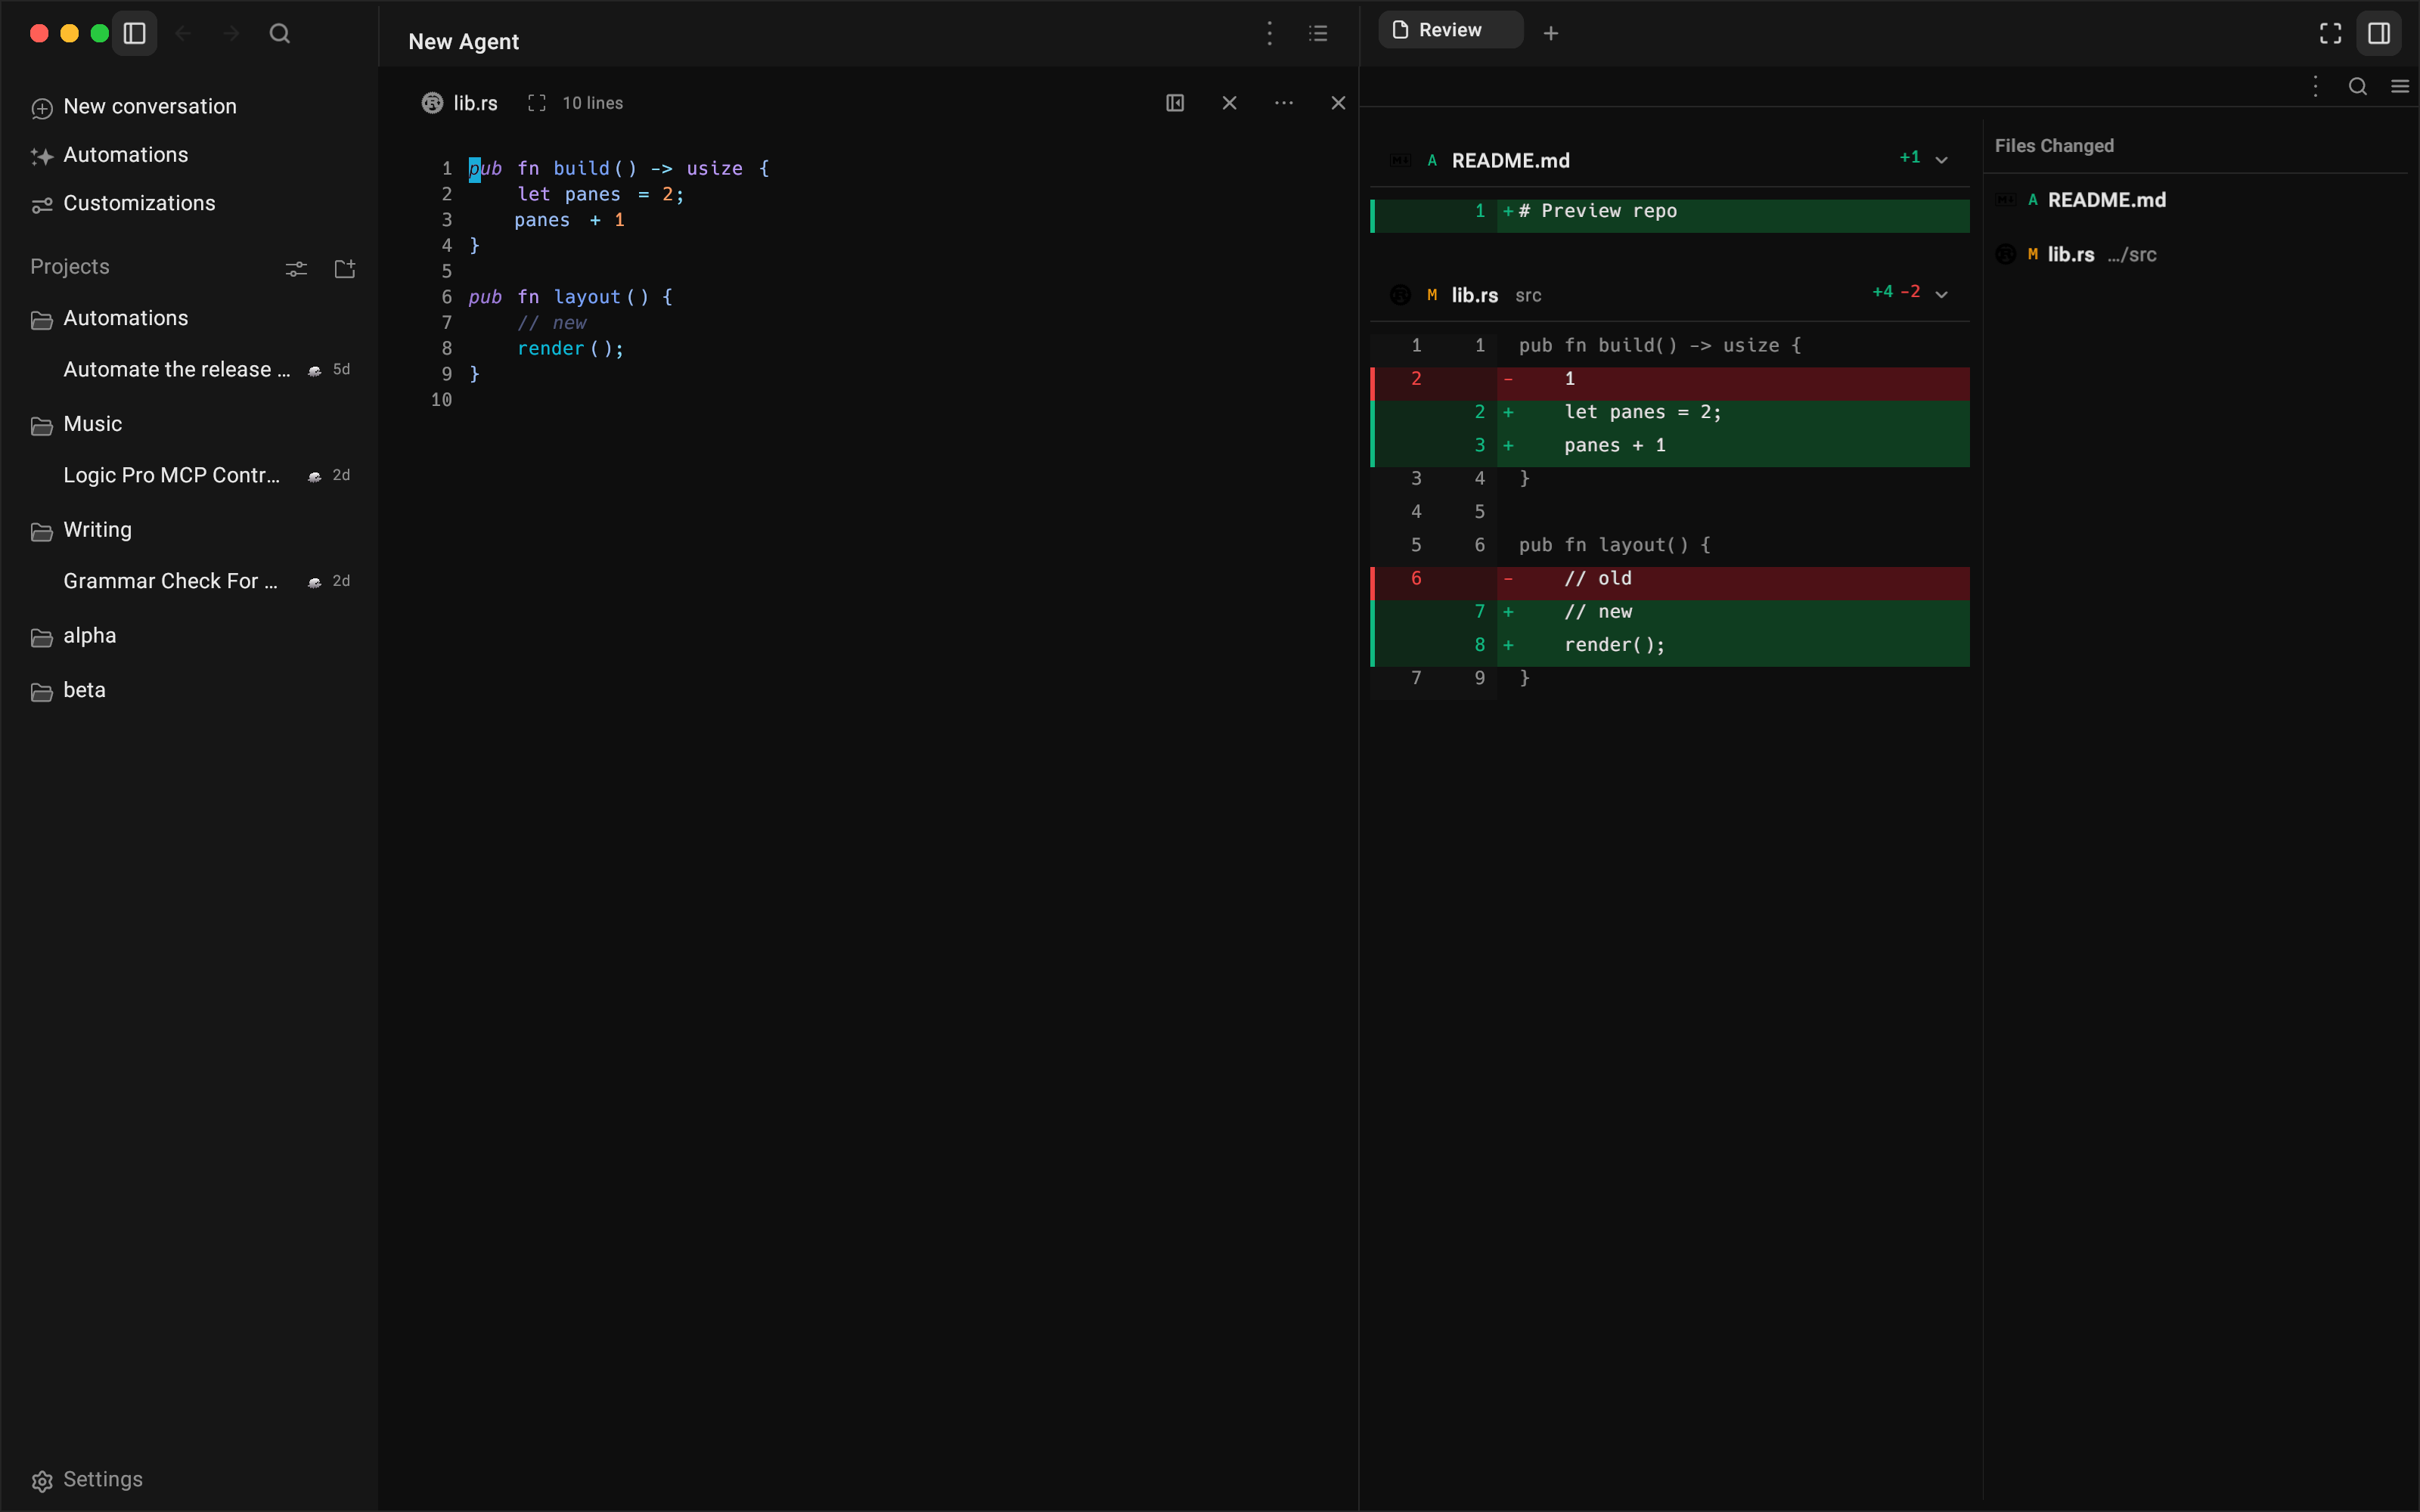 New Agent
Review
New conversation
Automations
Customizations
Projects
Automations
Automate the release ... 5d
Music
Logic Pro MCP Contr... 2d
Writing
Grammar Check For ... 2d
alpha
beta
Settings
lib.rs 10 lines
1 pub fn build() -> usize {
2 let panes = 2;
3 panes + 1
4 }
5
6 pub fn layout() {
7 // new
8 render();
9 }
10
A README.md +1
1 +# Preview repo
M lib.rs src +4 -2
1 1 pub fn build() -> usize {
2 - 1
2 + let panes = 2;
3 + panes + 1
3 4 }
4 5
5 6 pub fn layout() {
6 - // old
7 + // new
8 + render();
7 9 }
Files Changed
A README.md
M lib.rs .../src